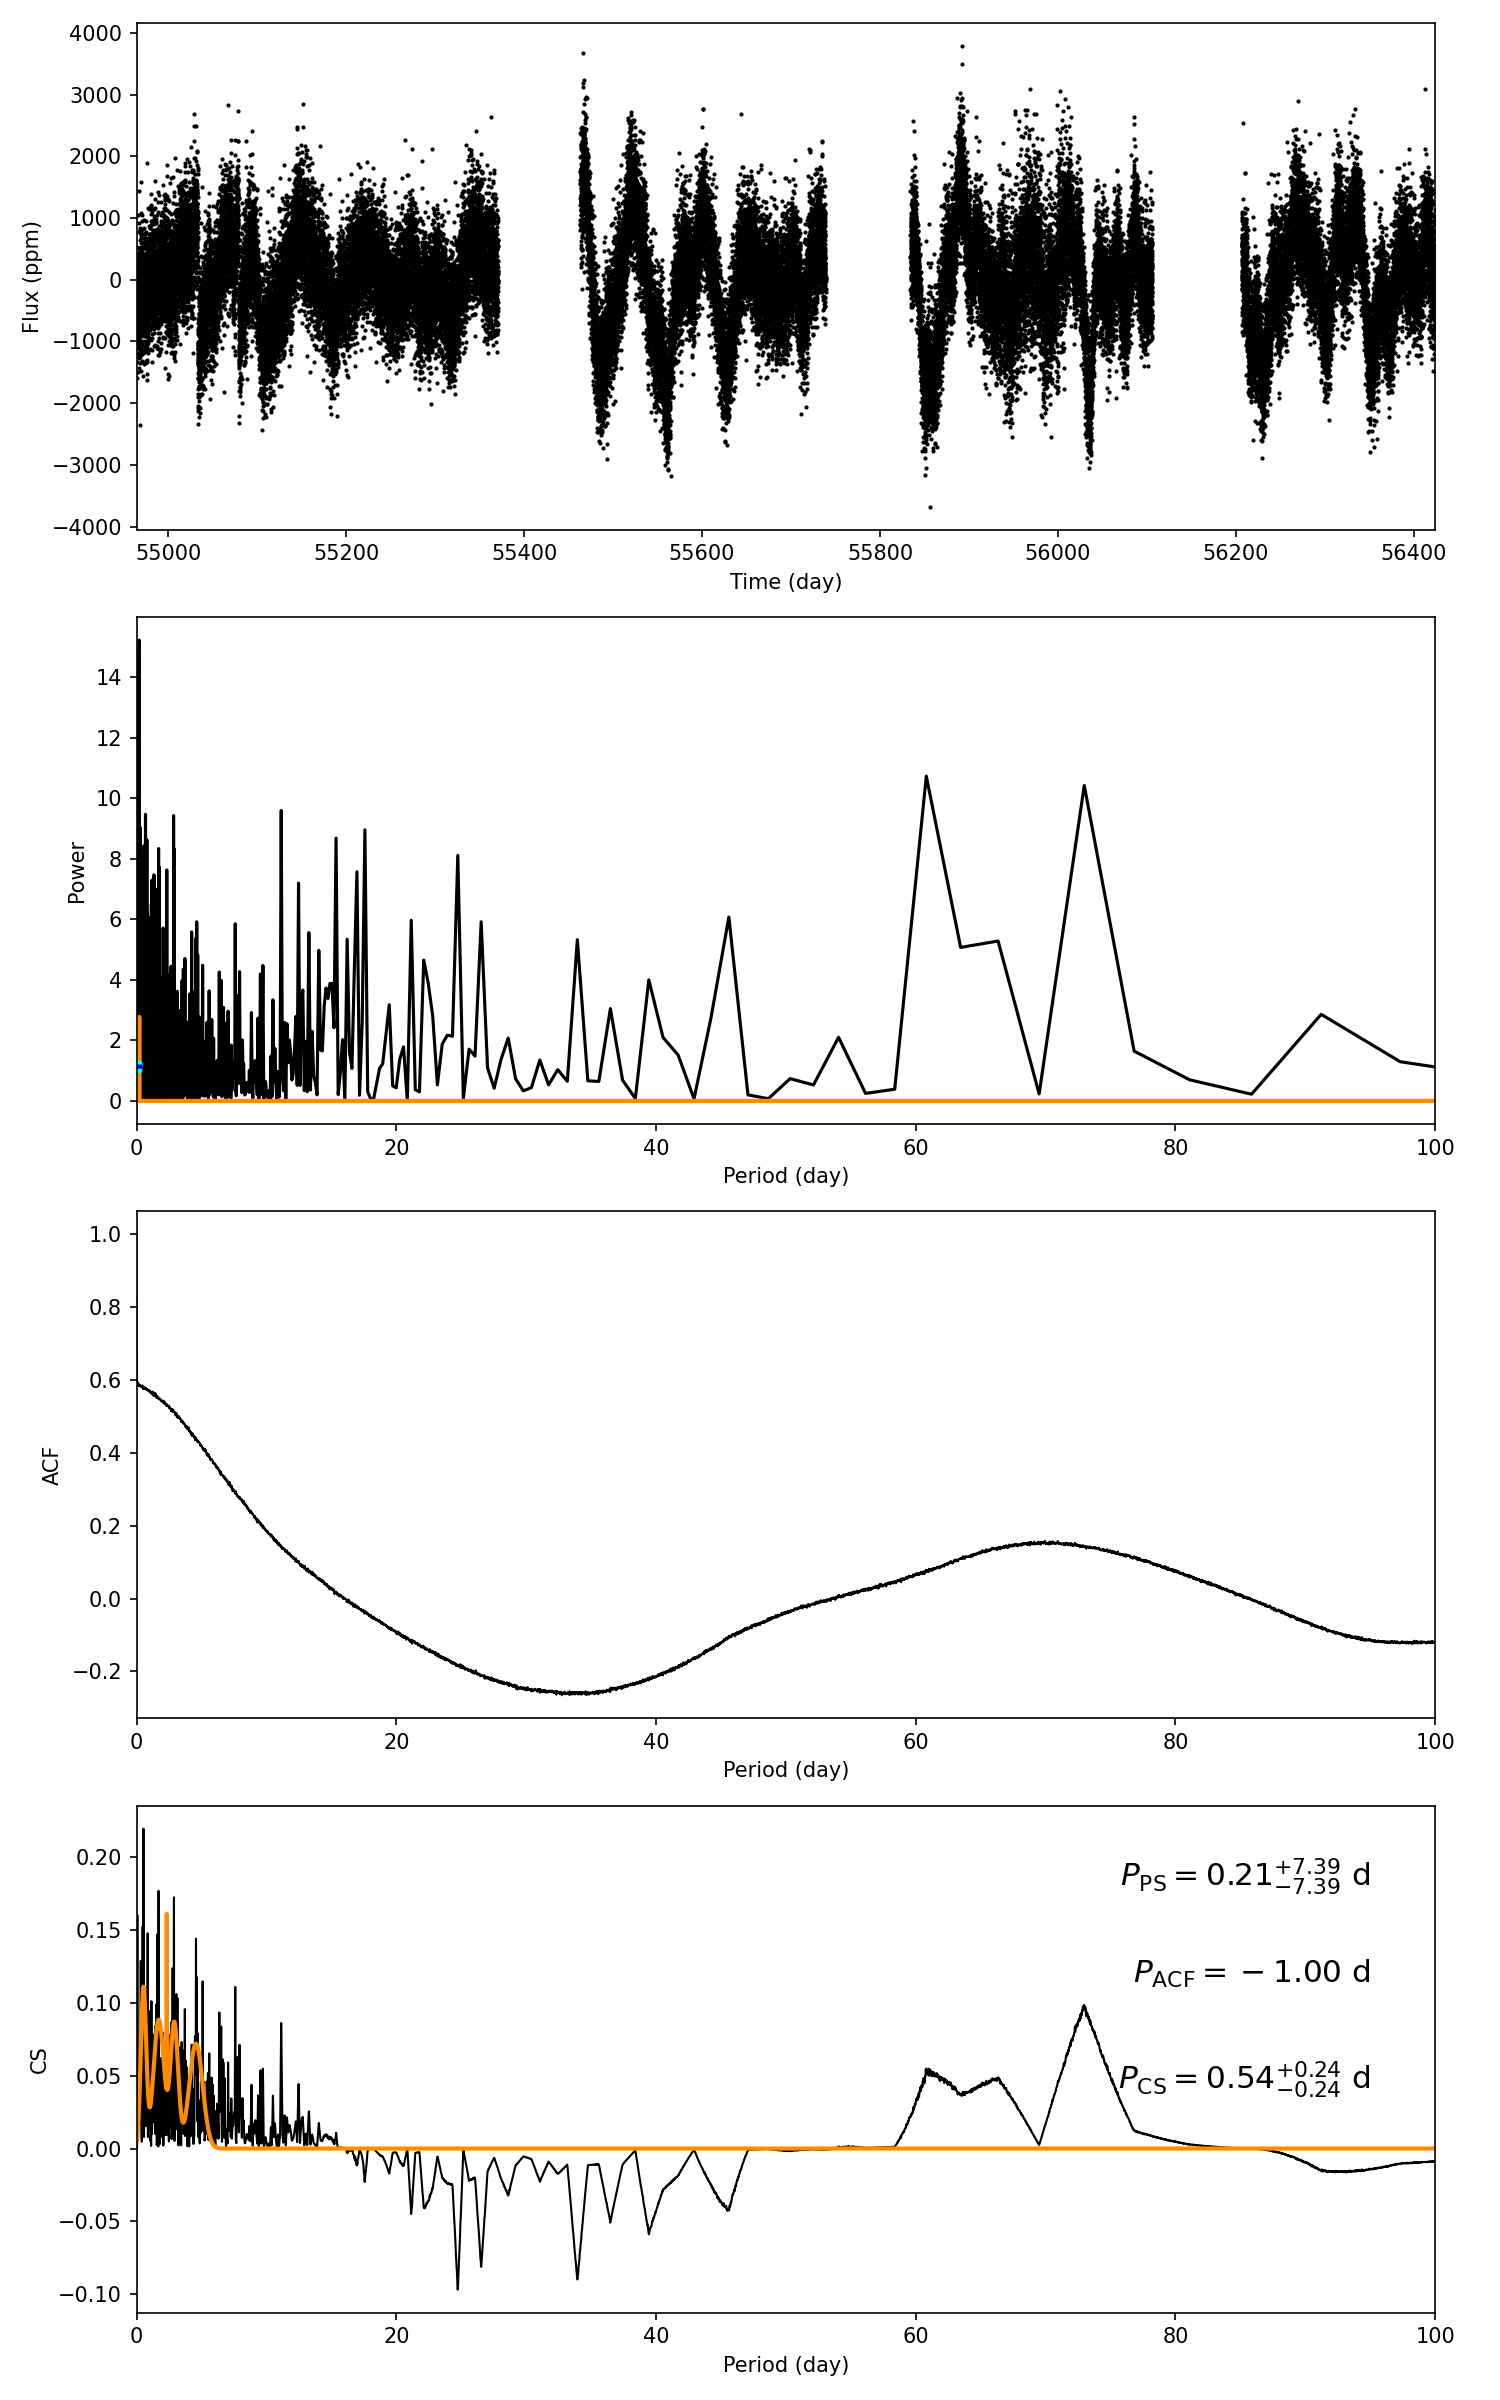 4000
3000
2000
1000
0
−1000
−2000
−3000
−4000
Flux (ppm)
55000 55200 55400 55600 55800 56000 56200 56400
Time (day)
14
12
10
8
6
4
2
0
Power
0 20 40 60 80 100
Period (day)
1.0
0.8
0.6
0.4
0.2
0.0
−0.2
ACF
0 20 40 60 80 100
Period (day)
0.20
0.15
0.10
0.05
0.00
−0.05
−0.10
CS
P_PS = 0.21 +7.39 −7.39 d
P_ACF = −1.00 d
P_CS = 0.54 +0.24 −0.24 d
0 20 40 60 80 100
Period (day)